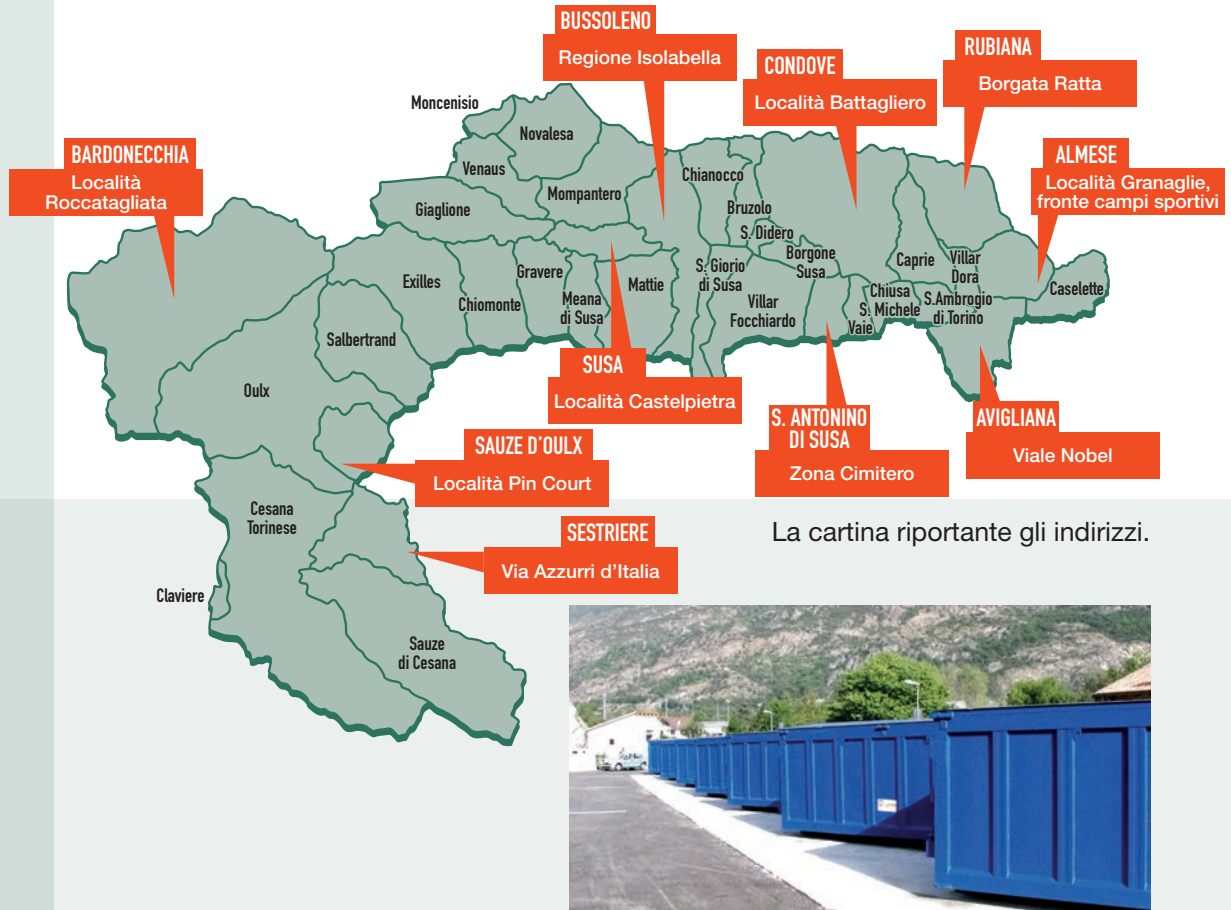 BUSSOLENO
Regione Isolabella
CONDOVE
Località Battagliero
RUBIANA
Borgata Ratta
BARDONECCHIA
Località
Roccatagliata
ALMESE
Località Granaglie,
fronte campi sportivi
Moncenisio
Novalesa
Venaus
Mompantero
Giaglione
Chianocco
Bruzolo
S. Didero
Borgone
Susa
Caprie
Villar
Dora
Caselette
Exilles
Chiomonte
Gravere
Meana
di Susa
Mattie
S. Giorio
di Susa
Villar
Focchiardo
Vaie
Chiusa
S. Michele
S.Ambrogio
di Torino
Salbertrand
Oulx
SUSA
Località Castelpietra
S. ANTONINO
DI SUSA
Zona Cimitero
AVIGLIANA
Viale Nobel
SAUZE D'OULX
Località Pin Court
Cesana
Torinese
SESTRIERE
Via Azzurri d'Italia
Claviere
Sauze
di Cesana
La cartina riportante gli indirizzi.